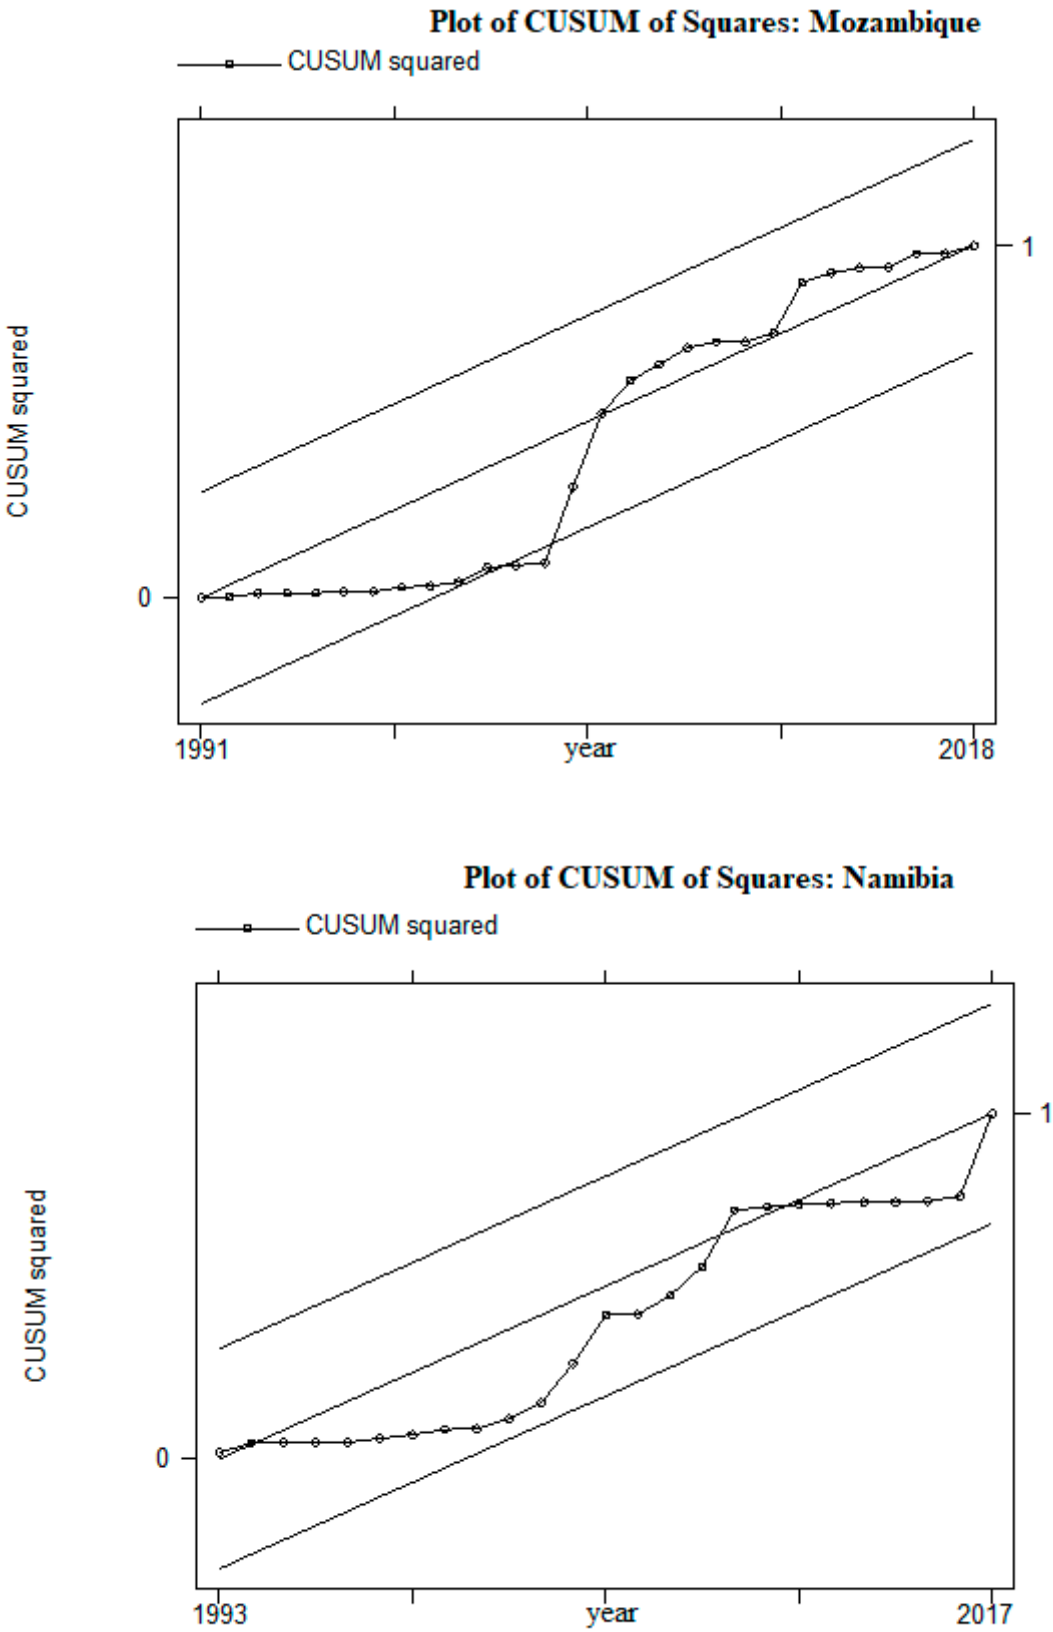 Plot of CUSUM of Squares: Mozambique
CUSUM squared
CUSUM squared
1
0
1991 year 2018
Plot of CUSUM of Squares: Namibia
CUSUM squared
CUSUM squared
1
0
1993 year 2017